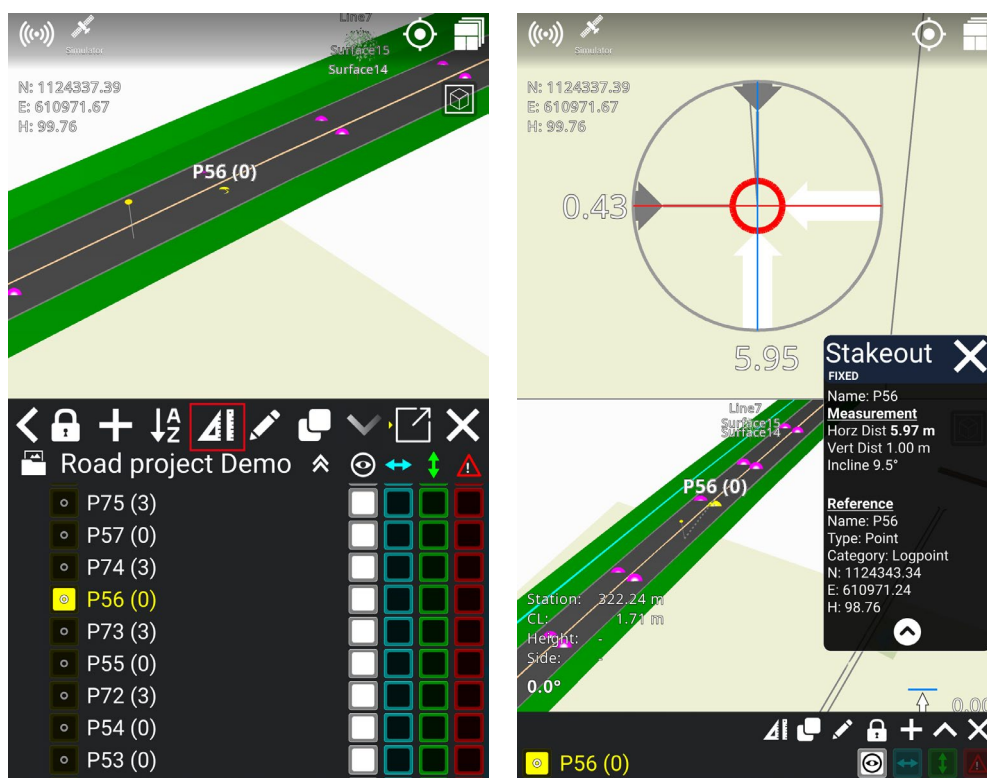 Simulator
Line7
Surface15
Surface14
N: 1124337.39
E: 610971.67
H: 99.76
P56 (0)
A
Z
Road project Demo
P75 (3)
P57 (0)
P74 (3)
P56 (0)
P73 (3)
P55 (0)
P72 (3)
P54 (0)
P53 (0)
Simulator
N: 1124337.39
E: 610971.67
H: 99.76
0.43
5.95
Stakeout
FIXED
Name: P56
Measurement
Horz Dist 5.97 m
Vert Dist 1.00 m
Incline 9.5°
Reference
Name: P56
Type: Point
Category: Logpoint
N: 1124343.34
E: 610971.24
H: 98.76
Line7
Surface15
Surface14
P56 (0)
Station: 322.24 m
CL: 1.71 m
Height: -
Side: -
0.0°
0.00
P56 (0)